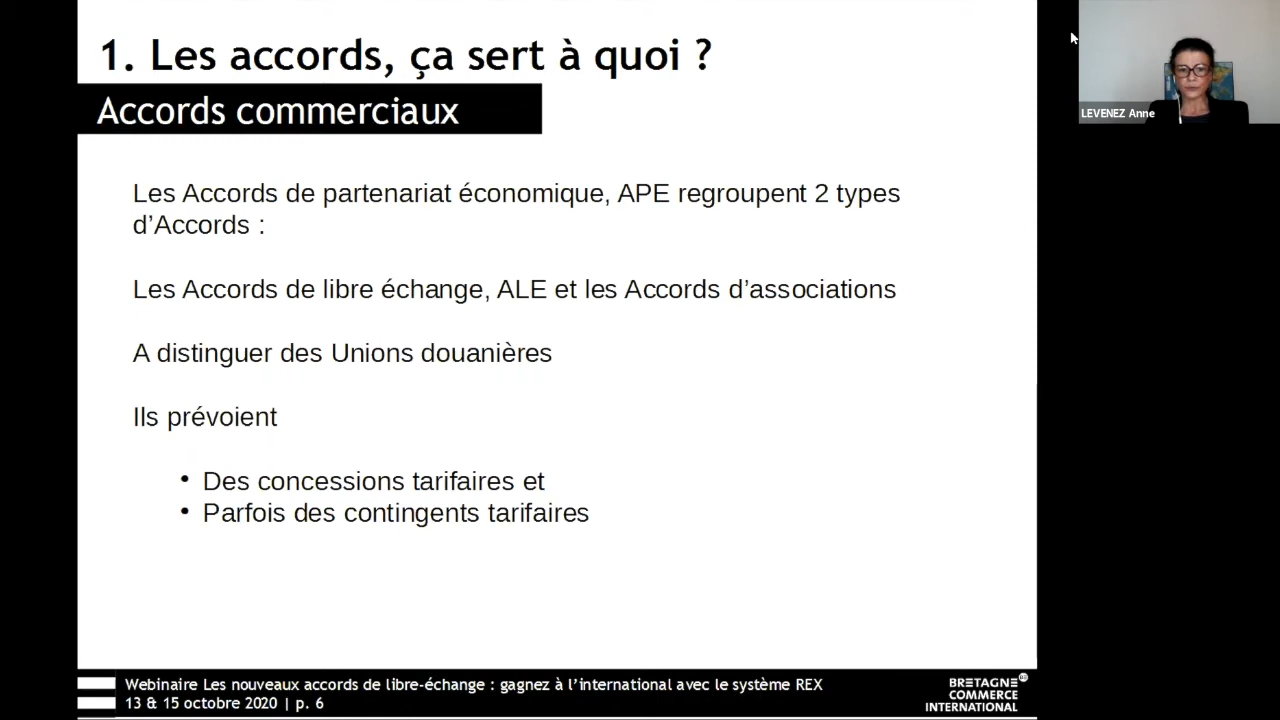 1. Les accords, ça sert à quoi ?
Accords commerciaux
LEVENEZ Anne
Les Accords de partenariat économique, APE regroupent 2 types
d’Accords :
Les Accords de libre échange, ALE et les Accords d’associations
A distinguer des Unions douanières
Ils prévoient
• Des concessions tarifaires et
• Parfois des contingents tarifaires
Webinaire Les nouveaux accords de libre-échange : gagnez à l’international avec le système REX
13 & 15 octobre 2020 | p. 6
BRETAGNE
COMMERCE
INTERNATIONAL